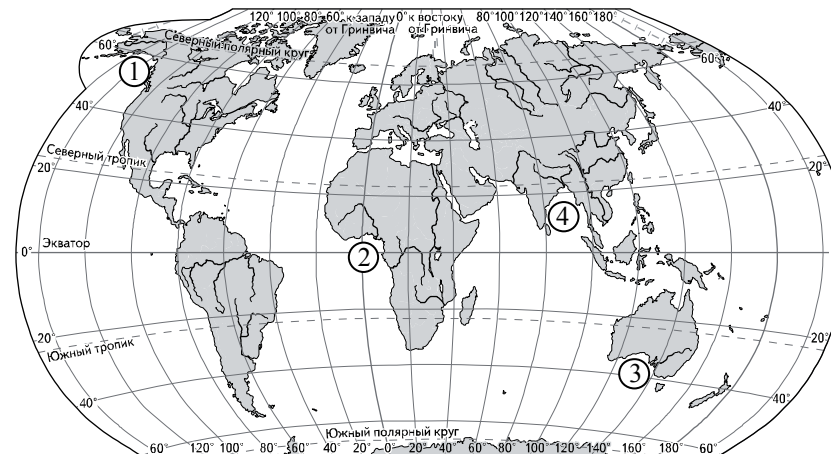 120° 100° 80° 60° к западу 0° к востоку 80° 100° 120° 140° 160° 180°
от Гринвича от Гринвича
Северный полярный круг
60° 60°
1
40° 40°
Северный тропик
20° 20°
4
Экватор
0°
2
20° 20°
Южный тропик
3
40° 40°
Южный полярный круг
60° 120° 100° 80° 60° 40° 20° 0° 20° 40° 60° 80° 100° 120° 140° 160° 180° 60°